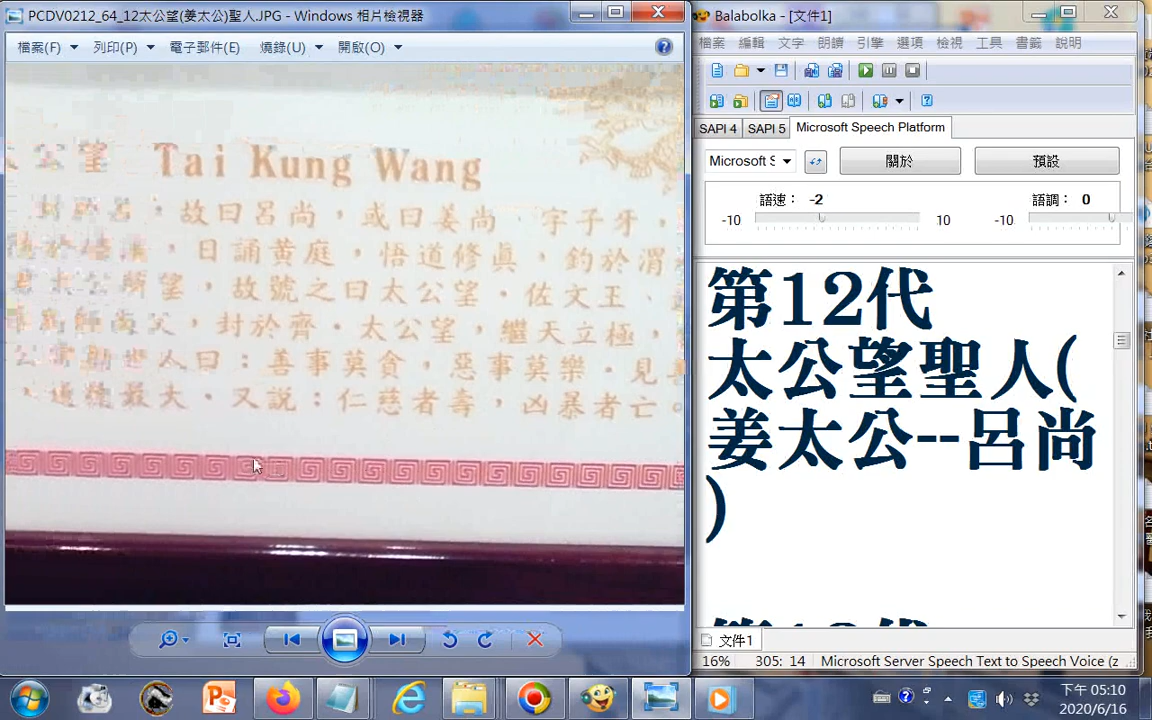 PCDV0212_64_12太公望(姜太公)聖人.JPG - Windows 相片檢視器
檔案(F) 列印(P) 電子郵件(E) 燒錄(U) 開啟(O)
公望 Tai Kung Wang
故曰呂尚,或曰姜尚 字子牙,
日誦黃庭,悟道修眞,釣於渭
望,故號之曰太公望。佐文王、
父,封於齊。太公望,繼天立極,
人曰:善事莫貪,惡事莫樂。見
最大。又説:仁慈者壽,凶暴者亡。
Balabolka - [文件1]
檔案 編輯 文字 朗讀 引擎 選項 檢視 工具 書籤 說明
SAPI 4 SAPI 5 Microsoft Speech Platform
Microsoft S 關於 預設
語速: -2 語調: 0
-10 10 -10
第12代
太公望聖人(
姜太公--呂尚
)
文件1
16% 305: 14 Microsoft Server Speech Text to Speech Voice (z
下午 05:10
2020/6/16